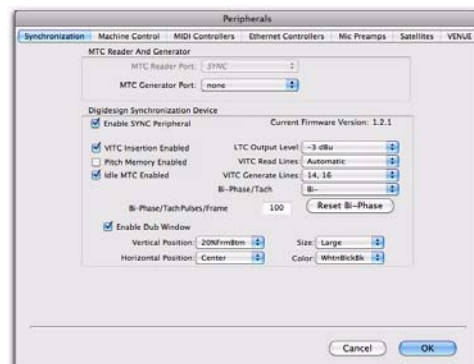 Peripherals
Synchronization Machine Control MIDI Controllers Ethernet Controllers Mic Preamps Satellites VENUE
MTC Reader And Generator
MTC Reader Port: SYNC
MTC Generator Port: none
Digidesign Synchronization Device
Enable SYNC Peripheral Current Firmware Version: 1.2.1
VITC Insertion Enabled LTC Output Level: -3 dBu
Pitch Memory Enabled VITC Read Lines: Automatic
Idle MTC Enabled VITC Generate Lines: 14, 16
Bi-Phase/Tach Bi-
Bi-Phase/TachPulses/Frame 100 Reset Bi-Phase
Enable Dub Window
Vertical Position: 20%FrmBtm Size: Large
Horizontal Position: Center Color: WhtnBlckBk
Cancel OK